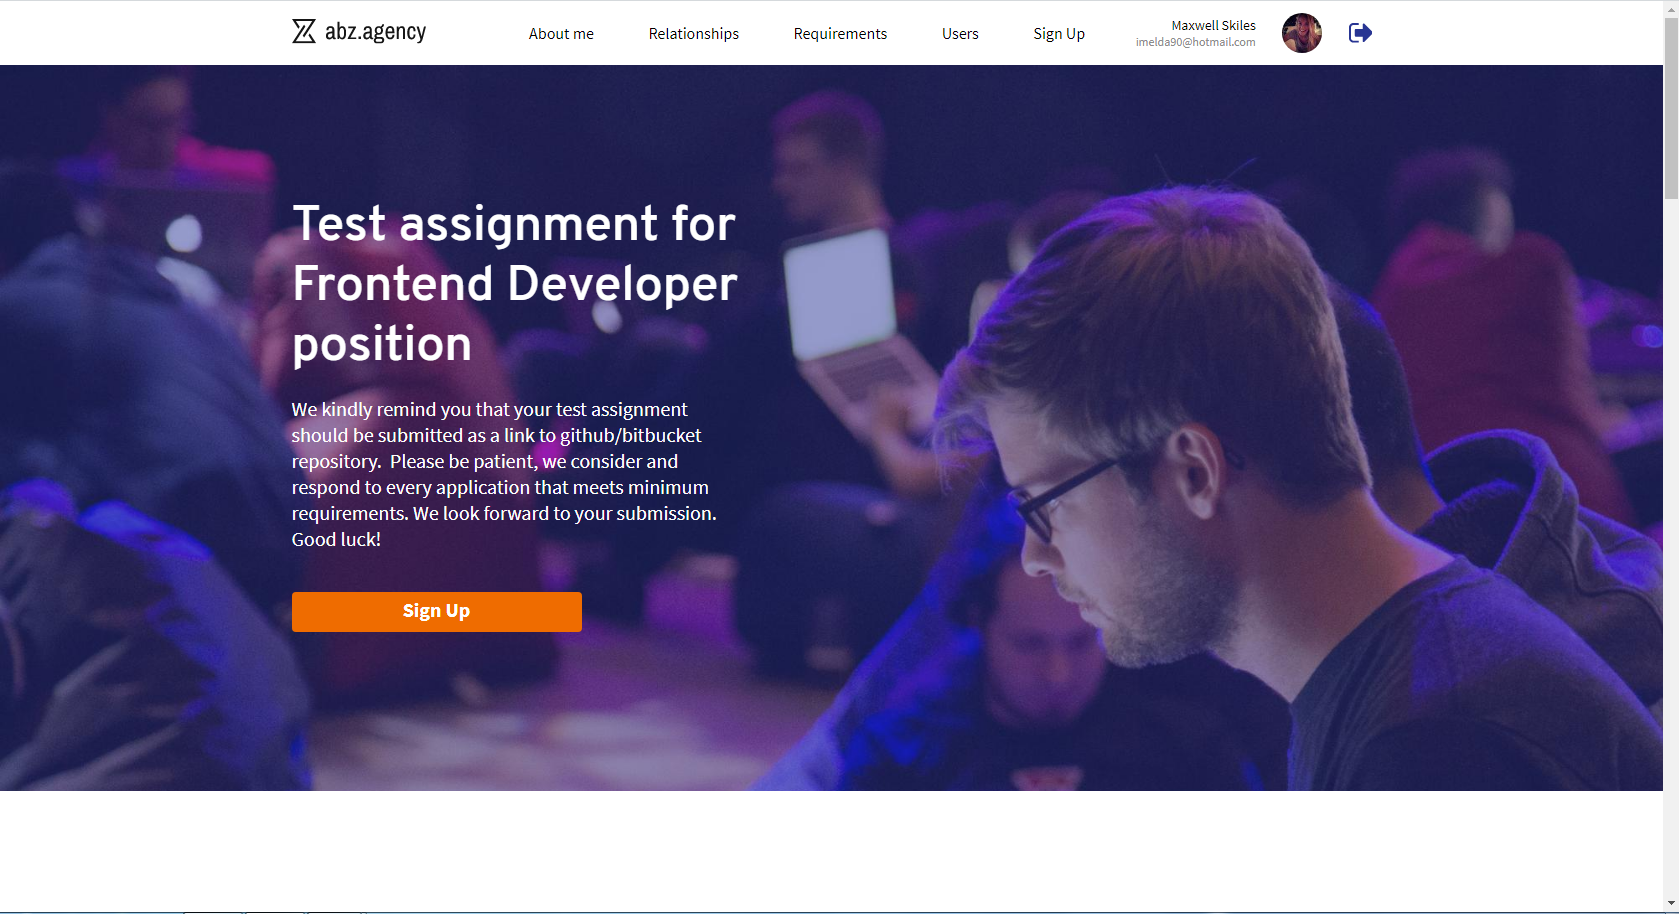 abz.agency
About me
Relationships
Requirements
Users
Sign Up
Maxwell Skiles
imelda90@hotmail.com
Test assignment for
Frontend Developer
position
We kindly remind you that your test assignment
should be submitted as a link to github/bitbucket
repository.  Please be patient, we consider and
respond to every application that meets minimum
requirements. We look forward to your submission.
Good luck!
Sign Up